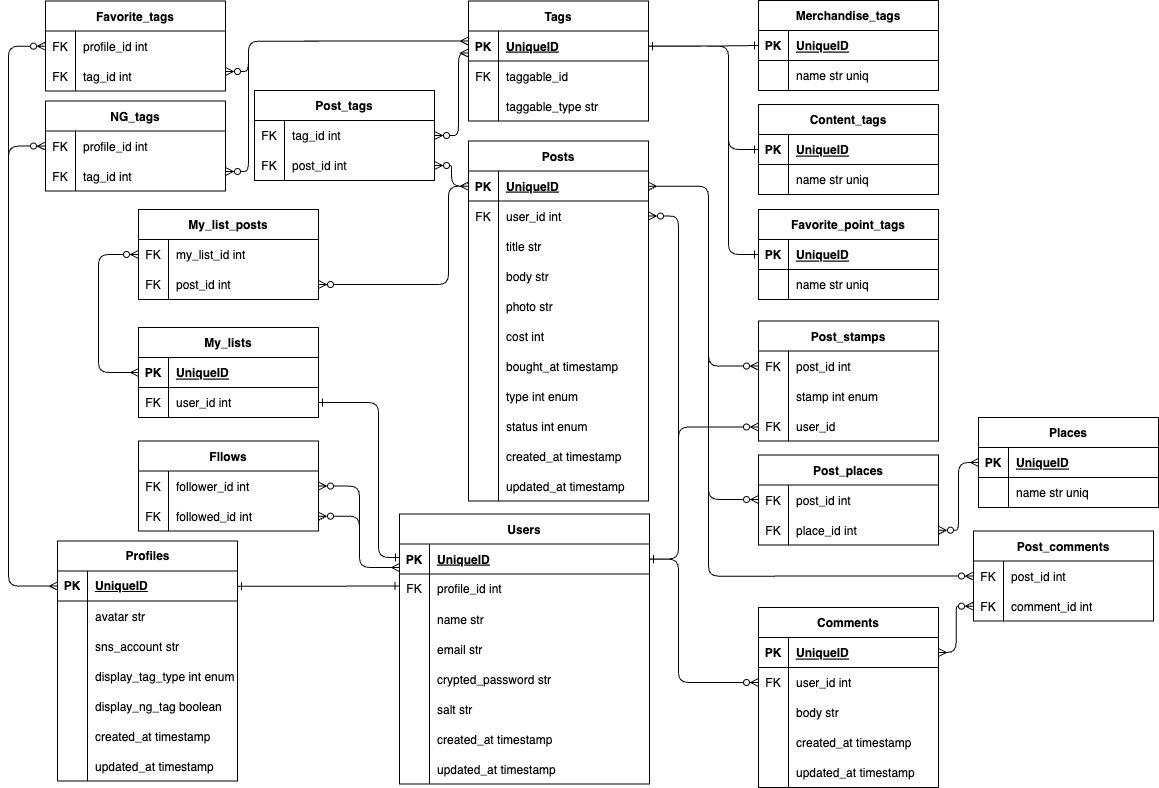 Favorite_tags
FK profile_id int
FK tag_id int
NG_tags
FK profile_id int
FK tag_id int
Post_tags
FK tag_id int
FK post_id int
Tags
PK UniqueID
FK taggable_id
taggable_type str
Merchandise_tags
PK UniqueID
name str uniq
Content_tags
PK UniqueID
name str uniq
Favorite_point_tags
PK UniqueID
name str uniq
My_list_posts
FK my_list_id int
FK post_id int
Posts
PK UniqueID
FK user_id int
title str
body str
photo str
cost int
bought_at timestamp
type int enum
status int enum
created_at timestamp
updated_at timestamp
My_lists
PK UniqueID
FK user_id int
Post_stamps
FK post_id int
stamp int enum
FK user_id
Fllows
FK follower_id int
FK followed_id int
Post_places
FK post_id int
FK place_id int
Places
PK UniqueID
name str uniq
Profiles
PK UniqueID
avatar str
sns_account str
display_tag_type int enum
display_ng_tag boolean
created_at timestamp
updated_at timestamp
Users
PK UniqueID
FK profile_id int
name str
email str
crypted_password str
salt str
created_at timestamp
updated_at timestamp
Post_comments
FK post_id int
FK comment_id int
Comments
PK UniqueID
FK user_id int
body str
created_at timestamp
updated_at timestamp